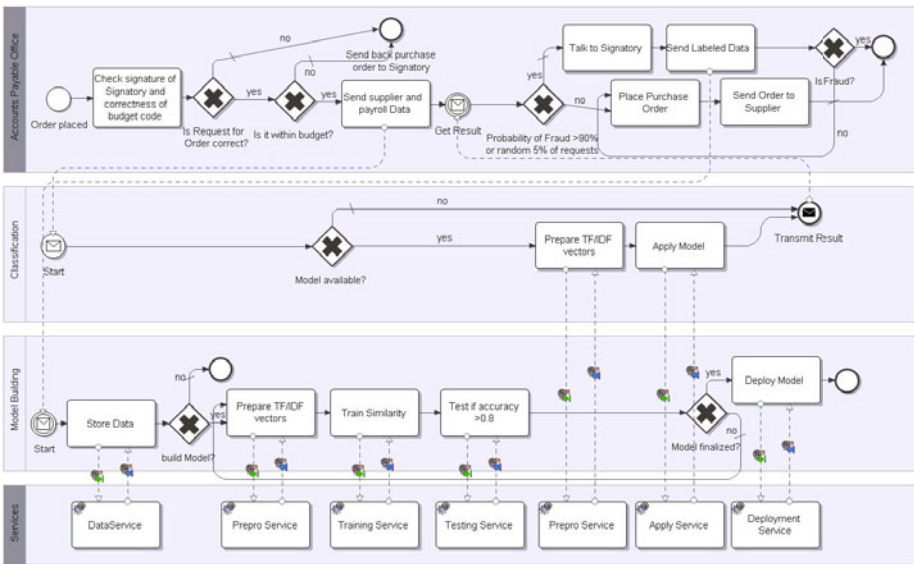 Accounts Payable Office
Order placed
Check signature of
Signatory and
correctness of
budget code
Is Request for
Order correct?
no
yes
Is it within budget?
no
yes
Send back purchase
order to Signatory
Send supplier and
payroll Data
Get Result
Probability of Fraud >90%
or random 5% of requests
yes
no
Talk to Signatory
Send Labeled Data
Place Purchase
Order
Send Order to
Supplier
Is Fraud?
yes
no
Classification
Start
Model available?
no
yes
Prepare TF/IDF
vectors
Apply Model
Transmit Result
Model Building
Start
Store Data
build Model?
no
yes
Prepare TF/IDF
vectors
Train Similarity
Test if accuracy
>0.8
Model finalized?
yes
no
Deploy Model
Services
DataService
Prepro Service
Training Service
Testing Service
Prepro Service
Apply Service
Deployment
Service